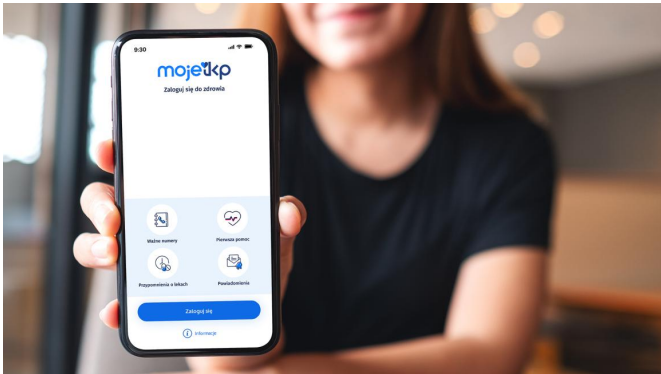 9:30
mojeikp
Zaloguj się do zdrowia
Ważne numery
Pierwsza pomoc
Przypomnienia o lekach
Powiadomienia
Zaloguj się
i informacje